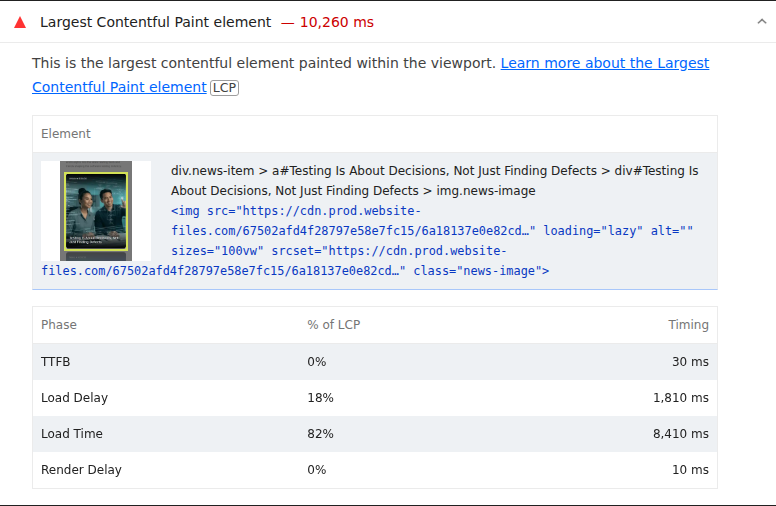 Largest Contentful Paint element — 10,260 ms
This is the largest contentful element painted within the viewport. Learn more about the Largest
Contentful Paint element LCP
Element
div.news-item > a#Testing Is About Decisions, Not Just Finding Defects > div#Testing Is
About Decisions, Not Just Finding Defects > img.news-image
<img src="https://cdn.prod.website-
files.com/67502afd4f28797e58e7fc15/6a18137e0e82cd…" loading="lazy" alt=""
sizes="100vw" srcset="https://cdn.prod.website-
files.com/67502afd4f28797e58e7fc15/6a18137e0e82cd…" class="news-image">
Phase % of LCP Timing
TTFB 0% 30 ms
Load Delay 18% 1,810 ms
Load Time 82% 8,410 ms
Render Delay 0% 10 ms